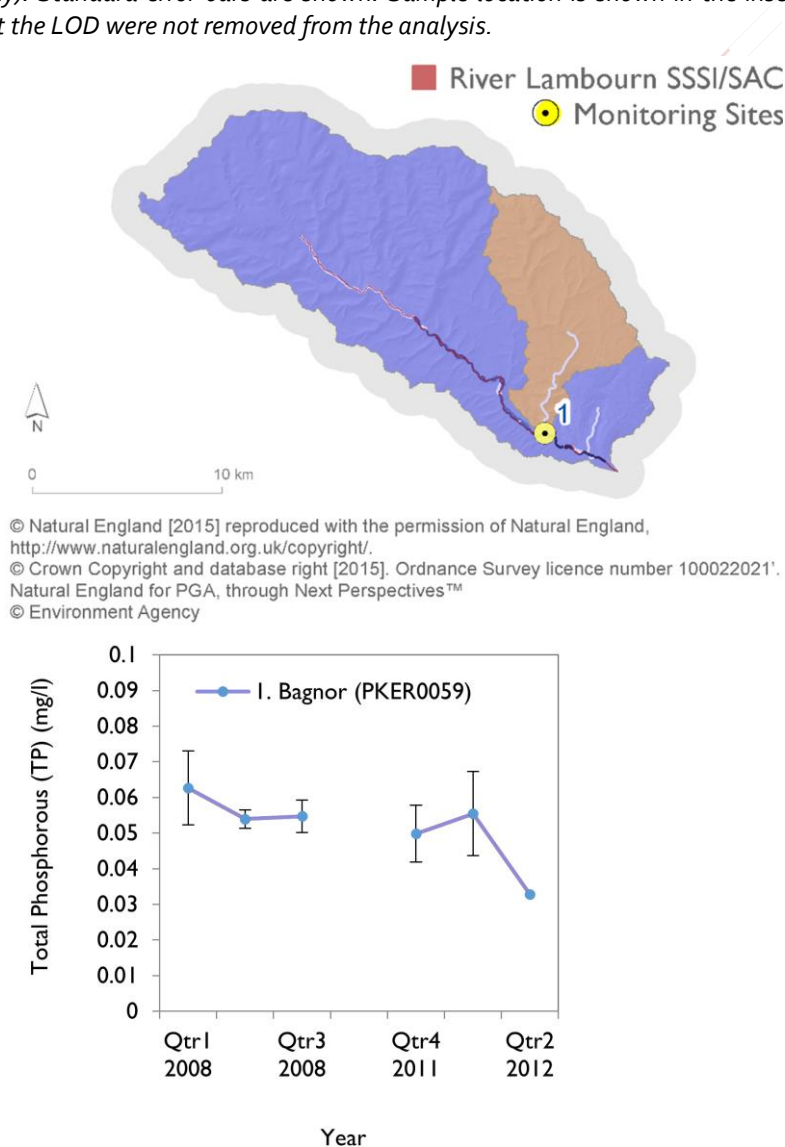 t the LOD were not removed from the analysis.
River Lambourn SSSI/SAC
Monitoring Sites
1
N
0 10 km
© Natural England [2015] reproduced with the permission of Natural England,
http://www.naturalengland.org.uk/copyright/.
© Crown Copyright and database right [2015]. Ordnance Survey licence number 100022021'.
Natural England for PGA, through Next Perspectives™
© Environment Agency
Total Phosphorous (TP) (mg/l)
0.1
0.09
0.08
0.07
0.06
0.05
0.04
0.03
0.02
0.01
0
1. Bagnor (PKER0059)
Qtr1 Qtr3 Qtr4 Qtr2
2008 2008 2011 2012
Year